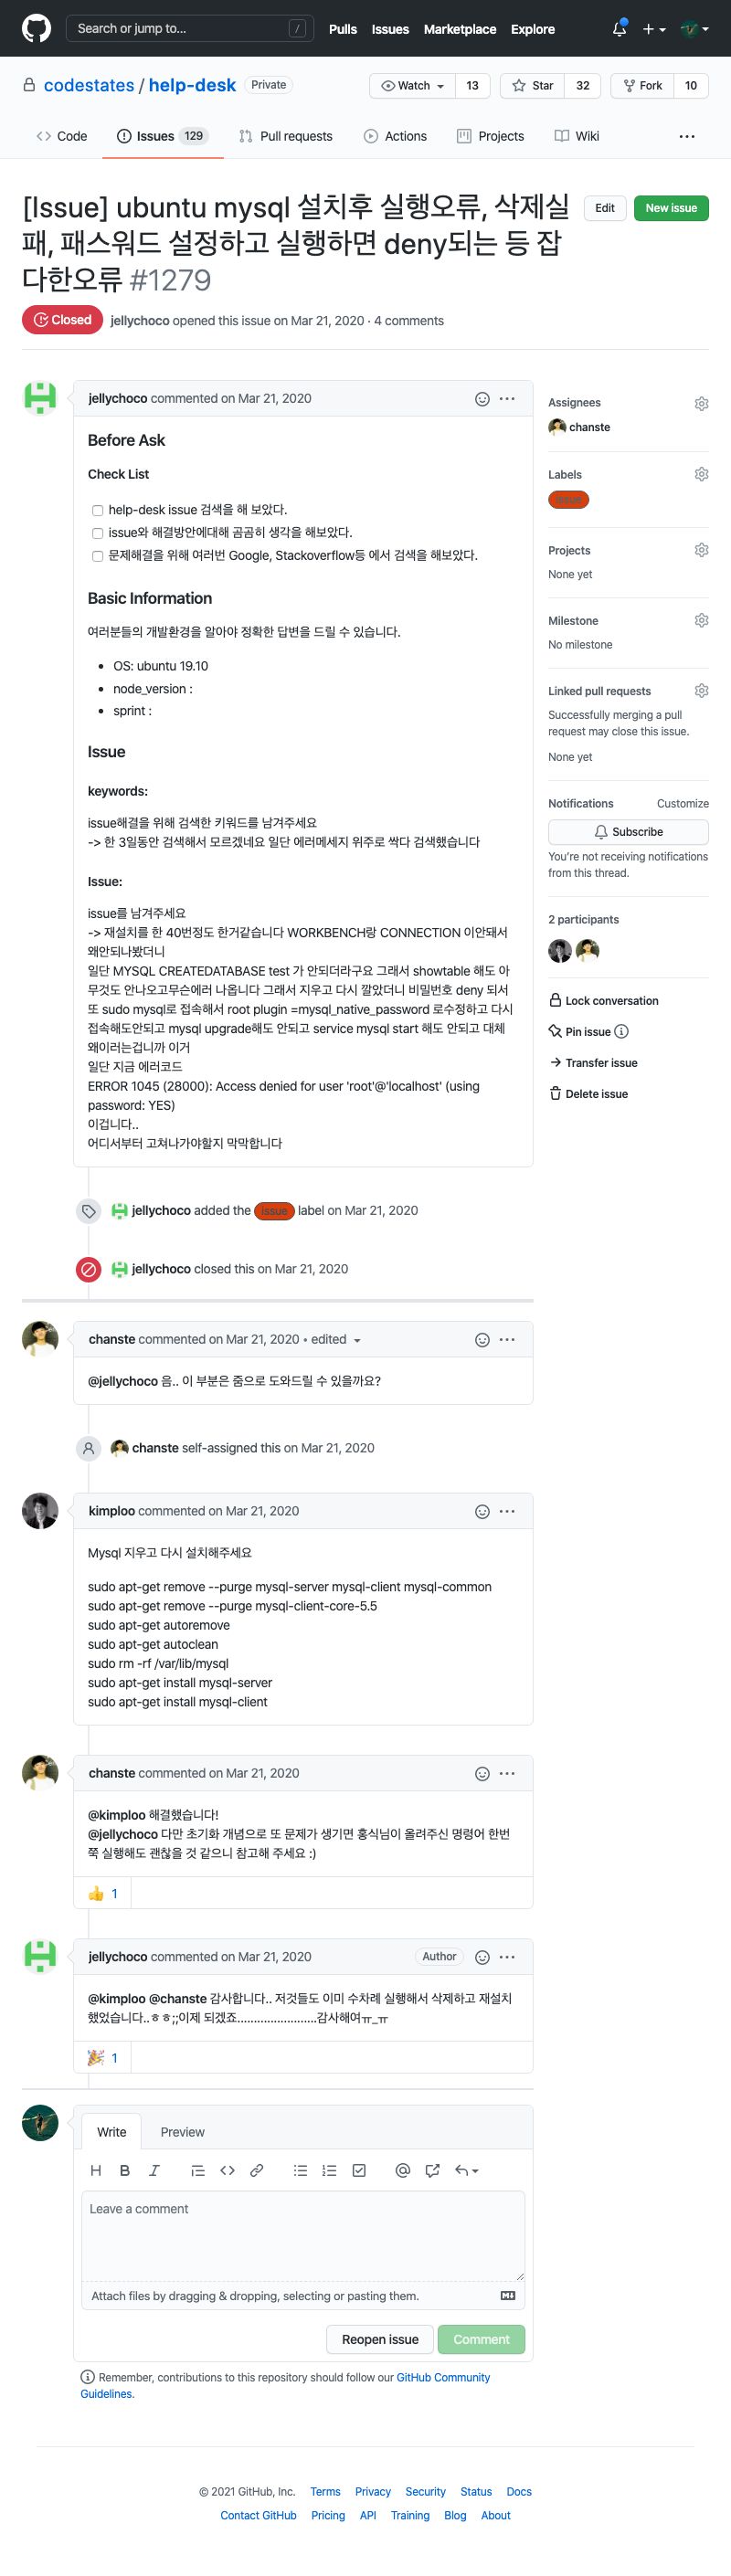 Search or jump to...
/
Pulls Issues Marketplace Explore
codestates / help-desk Private
Watch 13
Star 32
Fork 10
Code
Issues 129
Pull requests
Actions
Projects
Wiki
[Issue] ubuntu mysql 설치후 실행오류, 삭제실
패, 패스워드 설정하고 실행하면 deny되는 등 잡
다한오류 #1279
Edit
New issue
Closed
jellychoco opened this issue on Mar 21, 2020 · 4 comments
jellychoco commented on Mar 21, 2020
Before Ask
Check List
help-desk issue 검색을 해 보았다.
issue와 해결방안에대해 곰곰히 생각을 해보았다.
문제해결을 위해 여러번 Google, Stackoverflow등 에서 검색을 해보았다.
Basic Information
여러분들의 개발환경을 알아야 정확한 답변을 드릴 수 있습니다.
• OS: ubuntu 19.10
• node_version :
• sprint :
Issue
keywords:
issue해결을 위해 검색한 키워드를 남겨주세요
-> 한 3일동안 검색해서 모르겠네요 일단 에러메세지 위주로 싹다 검색했습니다
Issue:
issue를 남겨주세요
-> 재설치를 한 40번정도 한거같습니다 WORKBENCH랑 CONNECTION 이안돼서
왜안되나봤더니
일단 MYSQL CREATEDATABASE test 가 안되더라구요 그래서 showtable 해도 아
무것도 안나오고무슨에러 나옵니다 그래서 지우고 다시 깔았더니 비밀번호 deny 되서
또 sudo mysql로 접속해서 root plugin =mysql_native_password 로수정하고 다시
접속해도안되고 mysql upgrade해도 안되고 service mysql start 해도 안되고 대체
왜이러는겁니까 이거
일단 지금 에러코드
ERROR 1045 (28000): Access denied for user 'root'@'localhost' (using
password: YES)
이겁니다..
어디서부터 고쳐나가야할지 막막합니다
jellychoco added the issue label on Mar 21, 2020
jellychoco closed this on Mar 21, 2020
chanste commented on Mar 21, 2020 • edited
@jellychoco 음.. 이 부분은 줌으로 도와드릴 수 있을까요?
chanste self-assigned this on Mar 21, 2020
kimploo commented on Mar 21, 2020
Mysql 지우고 다시 설치해주세요
sudo apt-get remove --purge mysql-server mysql-client mysql-common
sudo apt-get remove --purge mysql-client-core-5.5
sudo apt-get autoremove
sudo apt-get autoclean
sudo rm -rf /var/lib/mysql
sudo apt-get install mysql-server
sudo apt-get install mysql-client
chanste commented on Mar 21, 2020
@kimploo 해결했습니다!
@jellychoco 다만 초기화 개념으로 또 문제가 생기면 홍식님이 올려주신 명령어 한번
쭉 실행해도 괜찮을 것 같으니 참고해 주세요 :)
👍 1
jellychoco commented on Mar 21, 2020
Author
@kimploo @chanste 감사합니다.. 저것들도 이미 수차례 실행해서 삭제하고 재설치
했었습니다..ㅎㅎ;;이제 되겠죠........................감사해여ㅠ_ㅠ
🎉 1
Write
Preview
Leave a comment
Attach files by dragging & dropping, selecting or pasting them.
Reopen issue
Comment
Remember, contributions to this repository should follow our GitHub Community
Guidelines.
Assignees
chanste
Labels
issue
Projects
None yet
Milestone
No milestone
Linked pull requests
Successfully merging a pull
request may close this issue.
None yet
Notifications Customize
Subscribe
You're not receiving notifications
from this thread.
2 participants
Lock conversation
Pin issue
Transfer issue
Delete issue
© 2021 GitHub, Inc. Terms Privacy Security Status Docs
Contact GitHub Pricing API Training Blog About